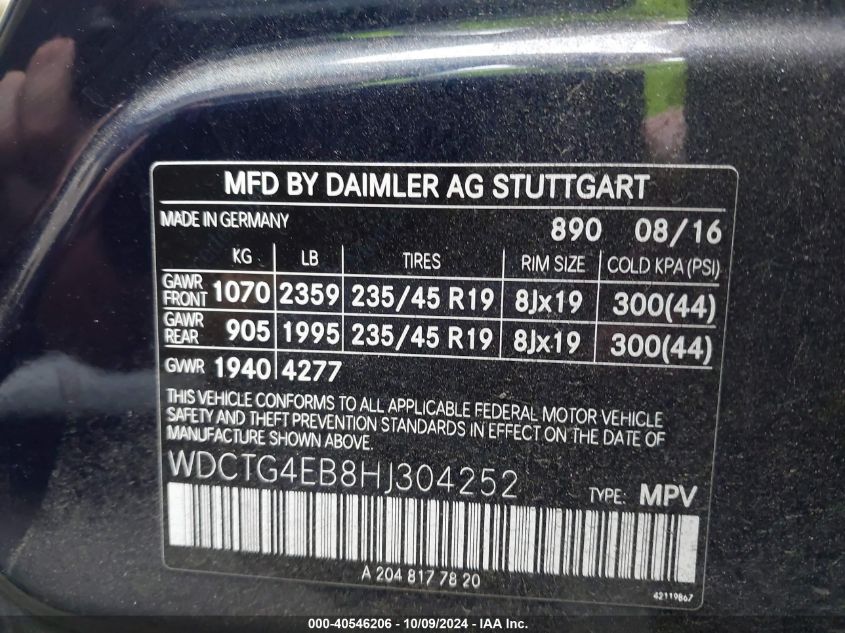 MFD BY DAIMLER AG STUTTGART
MADE IN GERMANY 890 08/16
KG LB TIRES RIM SIZE COLD KPA (PSI)
GAWR FRONT 1070 2359 235/45 R19 8Jx19 300(44)
GAWR REAR 905 1995 235/45 R19 8Jx19 300(44)
GVWR 1940 4277
THIS VEHICLE CONFORMS TO ALL APPLICABLE FEDERAL MOTOR VEHICLE
SAFETY AND THEFT PREVENTION STANDARDS IN EFFECT ON THE DATE OF
MANUFACTURE SHOWN ABOVE.
WDCTG4EB8HJ304252 TYPE: MPV
A 204 817 78 20
42119867
000-40546206 - 10/09/2024 - IAA Inc.